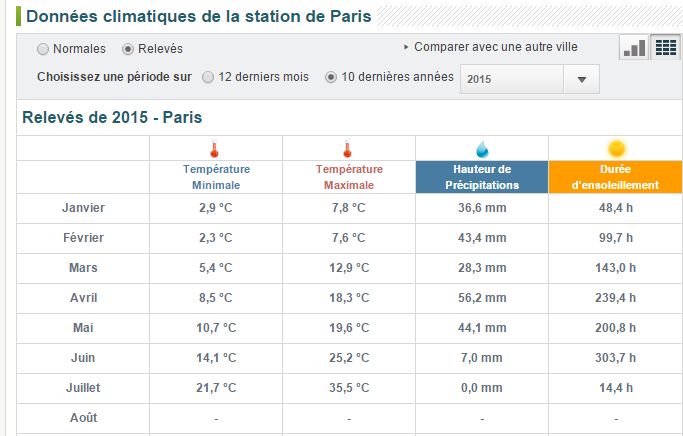 Données climatiques de la station de Paris
Normales Relevés Comparer avec une autre ville
Choisissez une période sur 12 derniers mois 10 dernières années 2015
Relevés de 2015 - Paris
Température Température Hauteur de Durée
Minimale Maximale Précipitations d'ensoleillement
Janvier 2,9 °C 7,8 °C 36,6 mm 48,4 h
Février 2,3 °C 7,6 °C 43,4 mm 99,7 h
Mars 5,4 °C 12,9 °C 28,3 mm 143,0 h
Avril 8,5 °C 18,3 °C 56,2 mm 239,4 h
Mai 10,7 °C 19,6 °C 44,1 mm 200,8 h
Juin 14,1 °C 25,2 °C 7,0 mm 303,7 h
Juillet 21,7 °C 35,5 °C 0,0 mm 14,4 h
Août - - - -